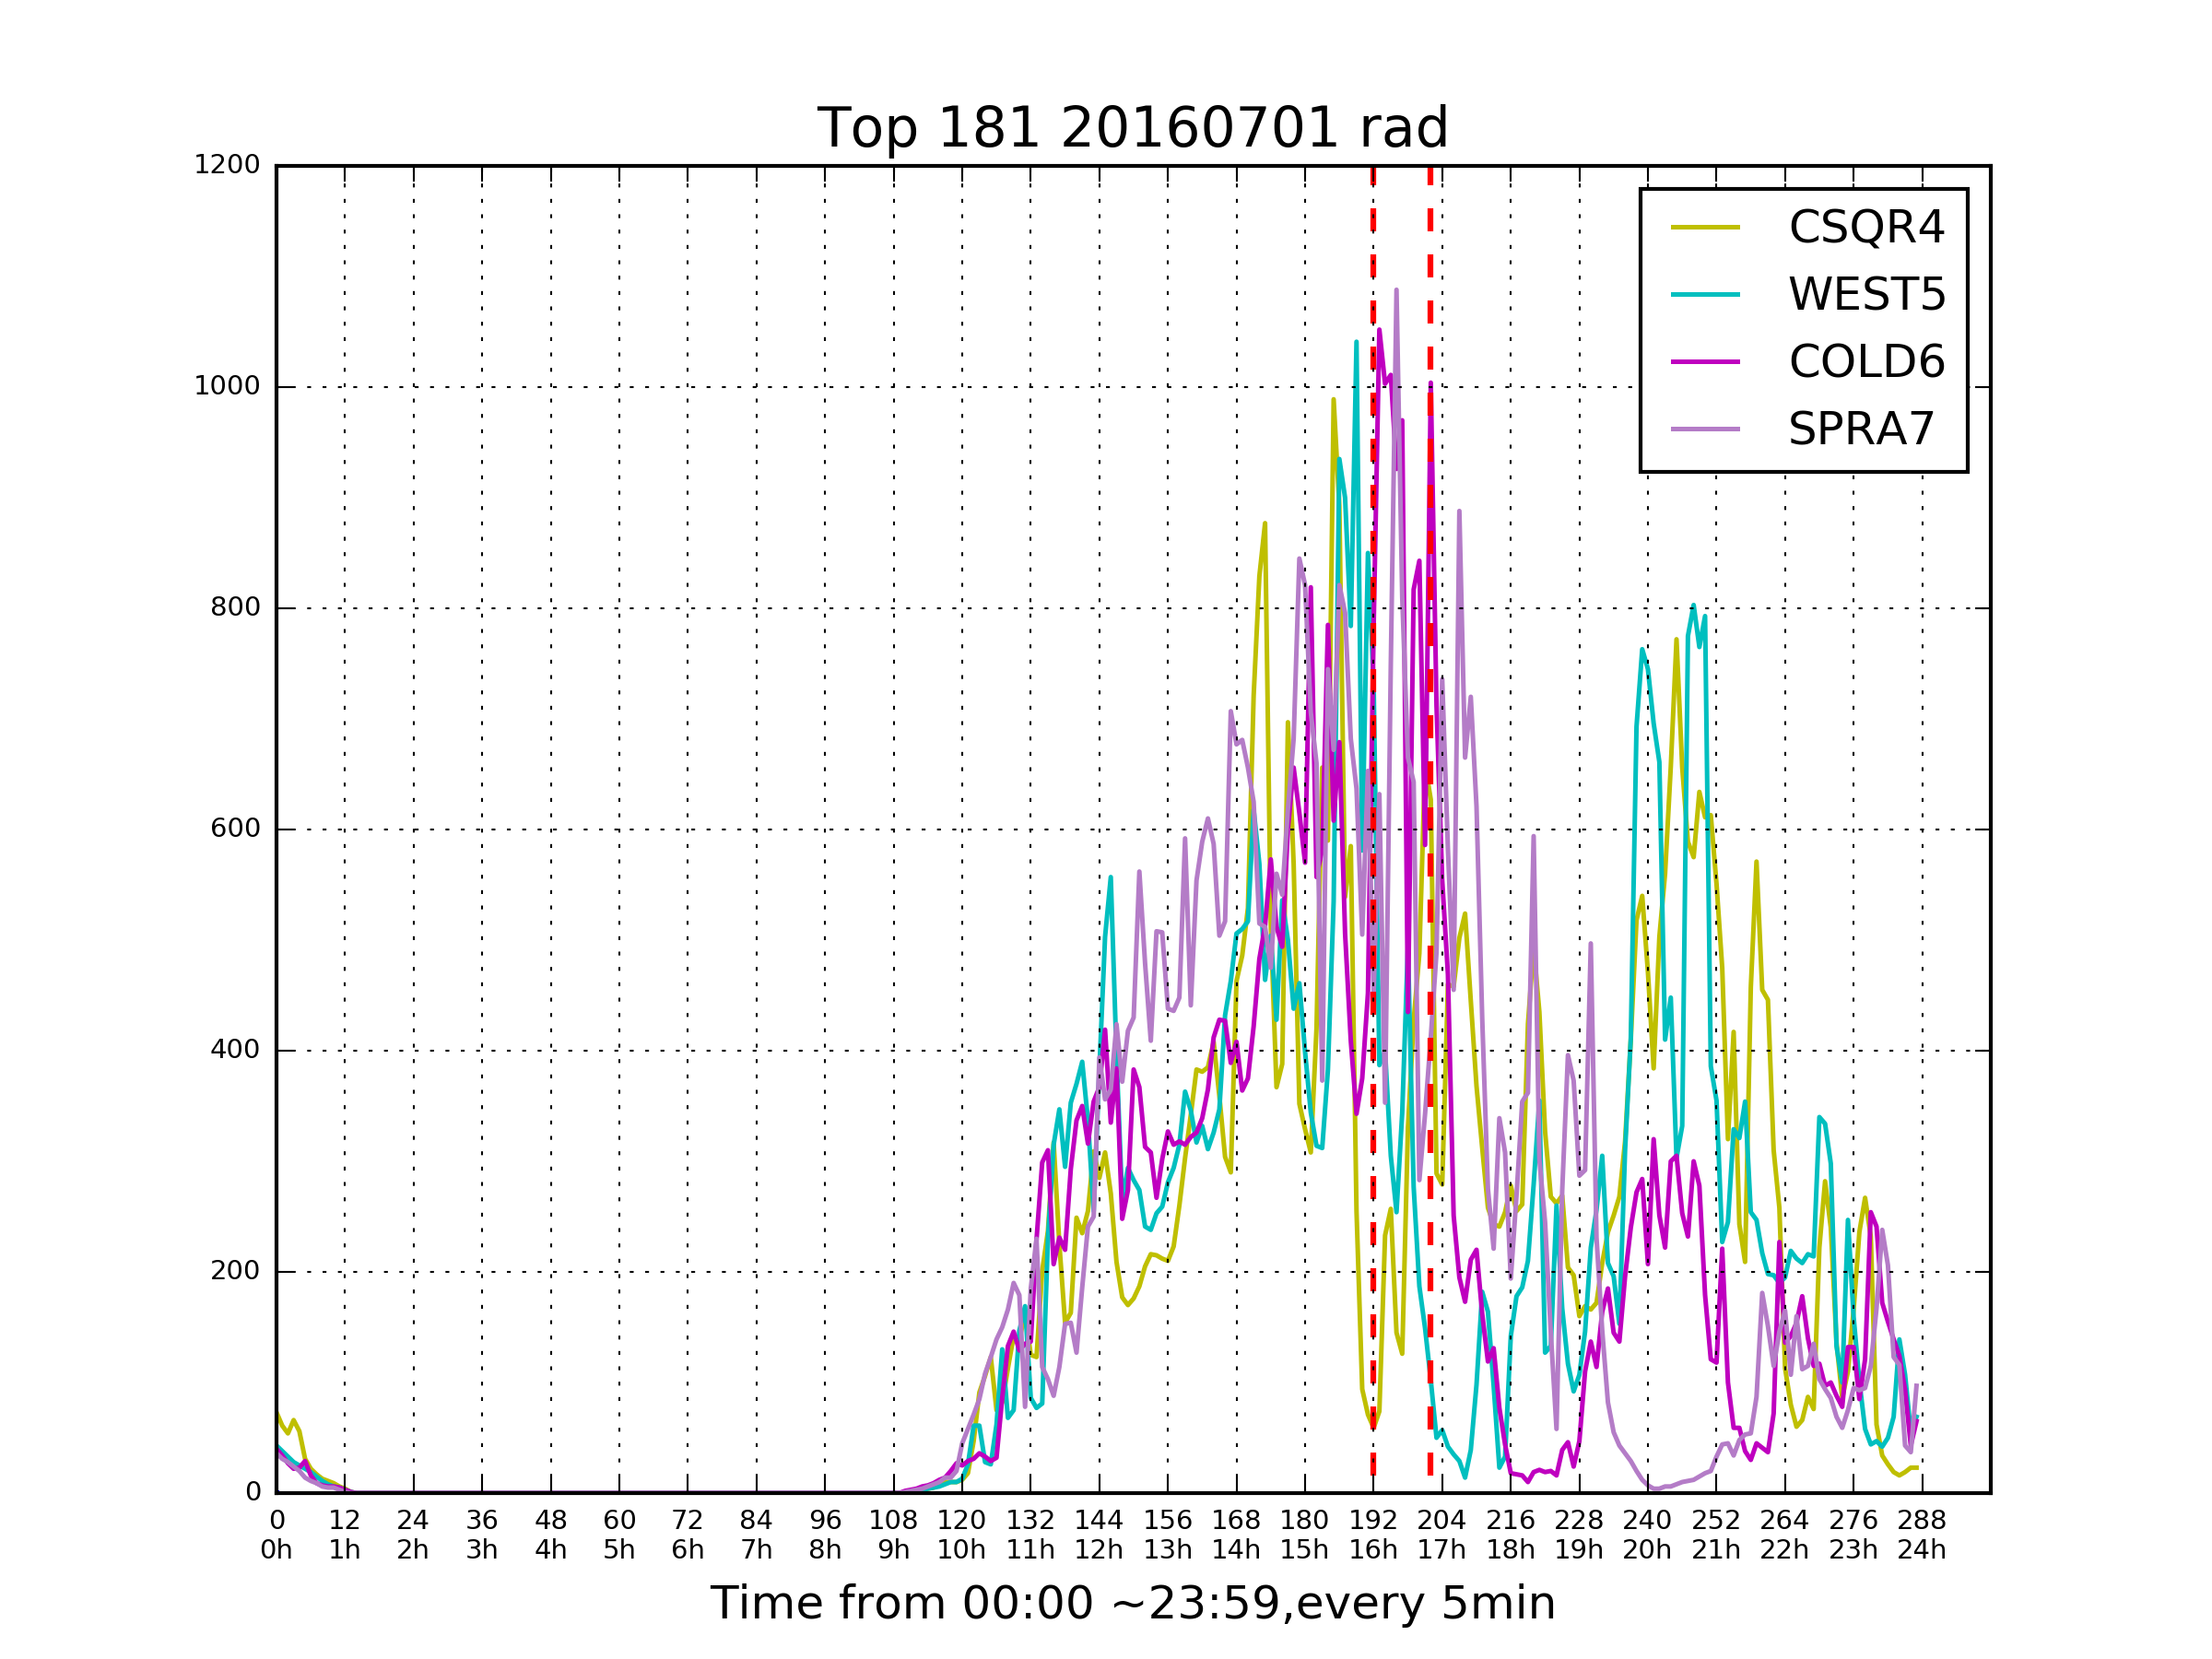 Top 181 20160701 rad
1200
1000
800
600
400
200
0
CSQR4
WEST5
COLD6
SPRA7
0 12 24 36 48 60 72 84 96 108 120 132 144 156 168 180 192 204 216 228 240 252 264 276 288
0h 1h 2h 3h 4h 5h 6h 7h 8h 9h 10h 11h 12h 13h 14h 15h 16h 17h 18h 19h 20h 21h 22h 23h 24h
Time from 00:00 ~23:59,every 5min